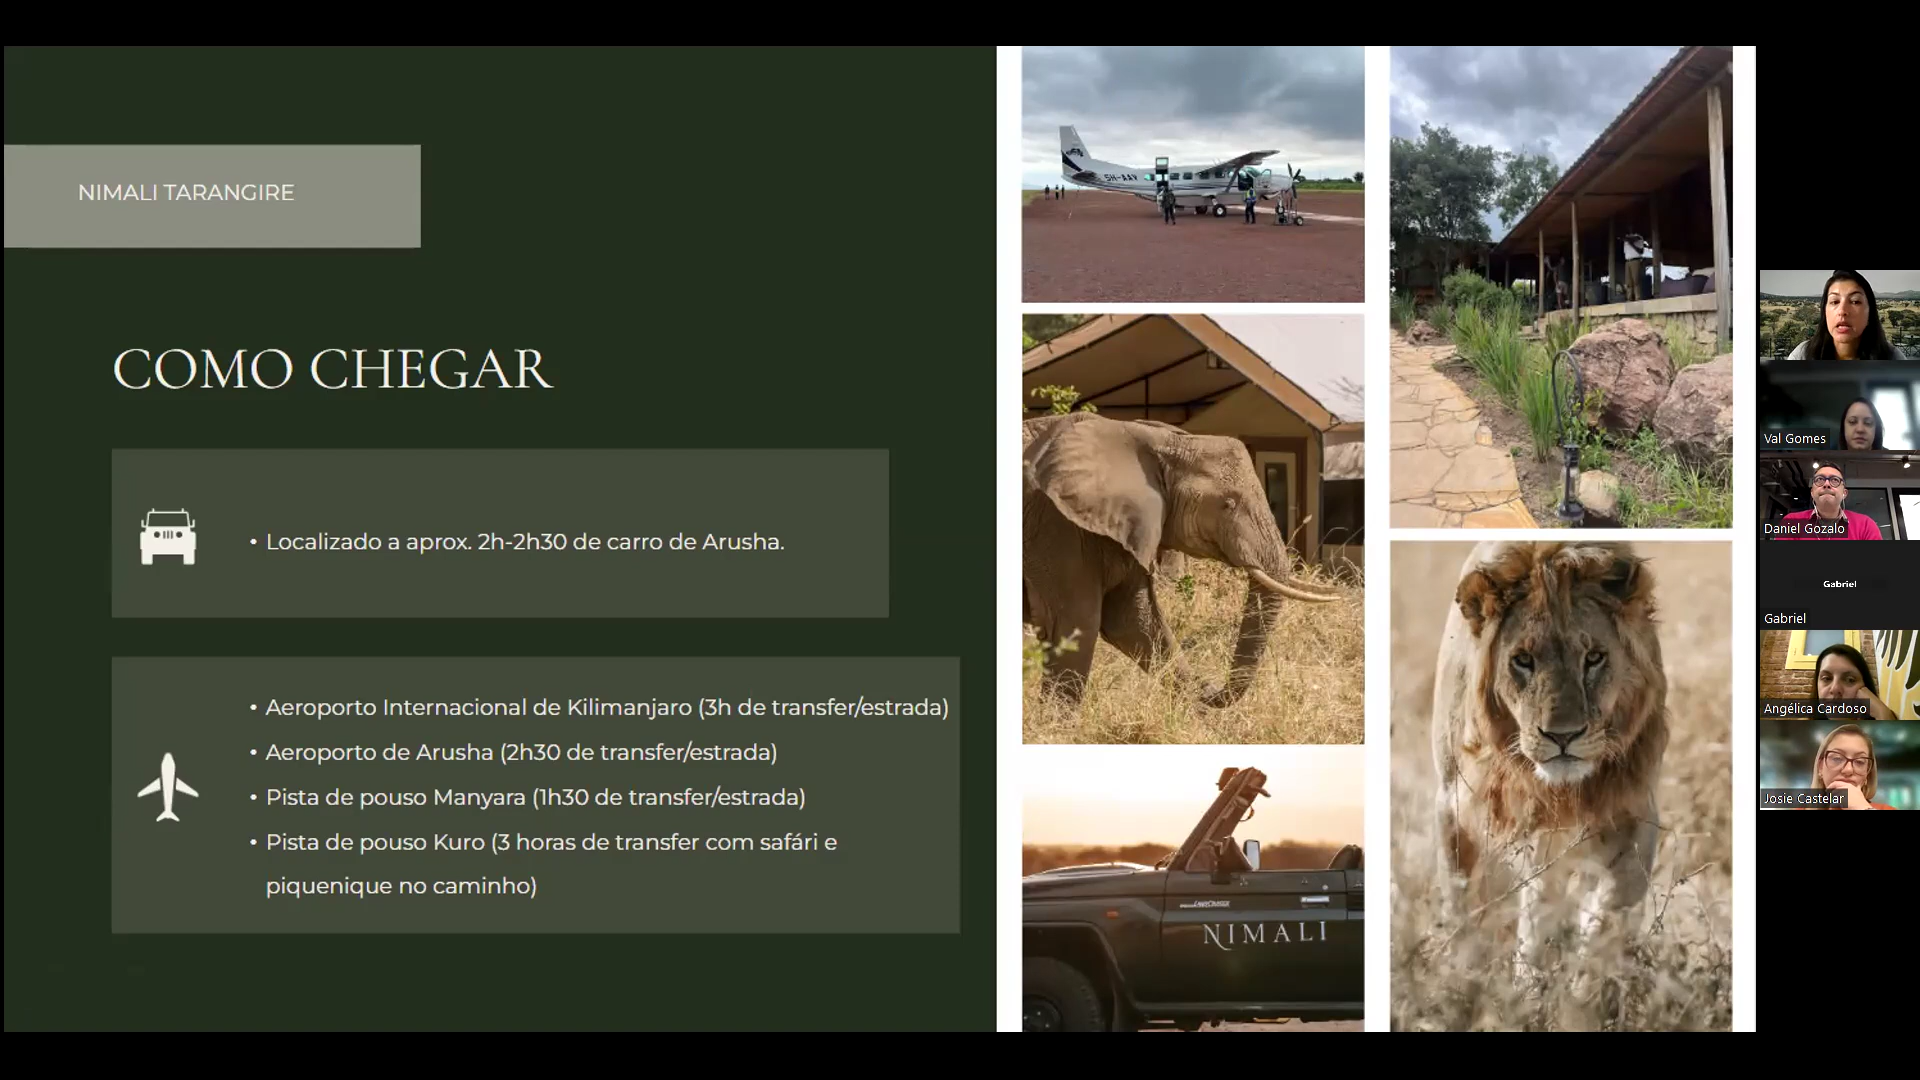 NIMALI TARANGIRE
COMO CHEGAR
• Localizado a aprox. 2h-2h30 de carro de Arusha.
• Aeroporto Internacional de Kilimanjaro (3h de transfer/estrada)
• Aeroporto de Arusha (2h30 de transfer/estrada)
• Pista de pouso Manyara (1h30 de transfer/estrada)
• Pista de pouso Kuro (3 horas de transfer com safári e
piquenique no caminho)
5H-AAV
NIMALI
Val Gomes
Daniel Gozalo
Gabriel
Gabriel
Angélica Cardoso
Josie Castelar